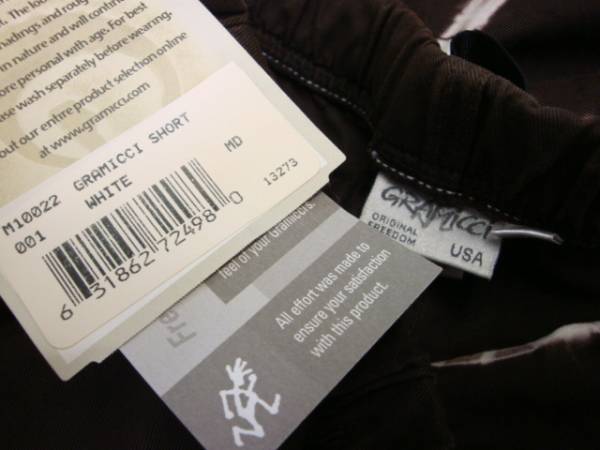 The
in nature and will
more personal with age. For best
wash separately before wearing.
out our entire product selection online
at www.gramicci.com
M10022 GRAMICCI SHORT
001 WHITE MD
13273
6 31862 72498 0
feel of your Gramiccis.
All effort was made to
ensure your satisfaction
with this product.
GRAMICCI
ORIGINAL
FREEDOM
USA